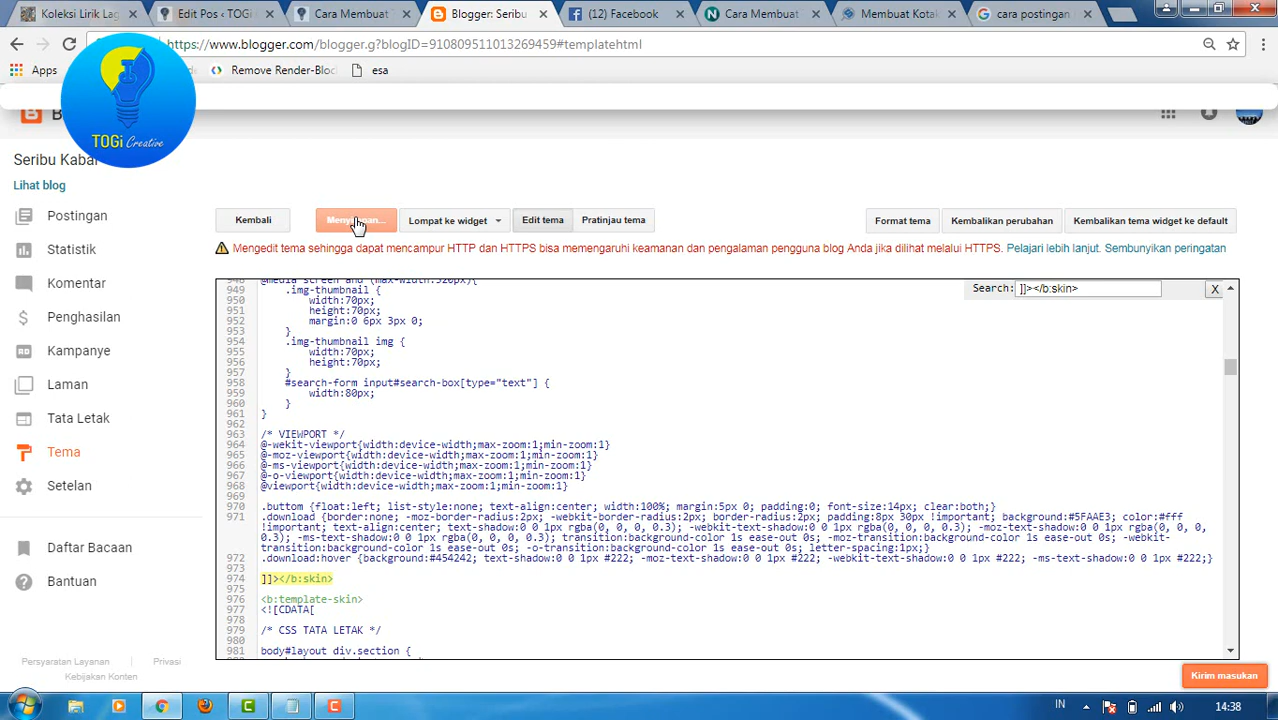 Koleksi Lirik Lag
Edit Pos ‹ TOGi
Cara Membuat T
Blogger: Seribu
(12) Facebook
Cara Membuat
Membuat Kotak
cara postingan
https://www.blogger.com/blogger.g?blogID=910809511013269459#templatehtml
Apps
Remove Render-Bloc
esa
TOGi Creative
Seribu Kabar
Lihat blog
Postingan
Statistik
Komentar
Penghasilan
Kampanye
Laman
Tata Letak
Tema
Setelan
Daftar Bacaan
Bantuan
Persyaratan Layanan
Privasi
Kebijakan Konten
Kembali
Lompat ke widget
Edit tema
Pratinjau tema
Format tema
Kembalikan perubahan
Kembalikan tema widget ke default
Mengedit tema sehingga dapat mencampur HTTP dan HTTPS bisa memengaruhi keamanan dan pengalaman pengguna blog Anda jika dilihat melalui HTTPS. Pelajari lebih lanjut. Sembunyikan peringatan
Search: ]]></b:skin>
X
948 @media screen and (max-width:320px){
949 .img-thumbnail {
950 width:70px;
951 height:70px;
952 margin:0 6px 3px 0;
953 }
954 .img-thumbnail img {
955 width:70px;
956 height:70px;
957 }
958 #search-form input#search-box[type="text"] {
959 width:80px;
960 }
961 }
962
963 /* VIEWPORT */
964 @-wekit-viewport{width:device-width;max-zoom:1;min-zoom:1}
965 @-moz-viewport{width:device-width;max-zoom:1;min-zoom:1}
966 @-ms-viewport{width:device-width;max-zoom:1;min-zoom:1}
967 @-o-viewport{width:device-width;max-zoom:1;min-zoom:1}
968 @viewport{width:device-width;max-zoom:1;min-zoom:1}
969
970 .buttom {float:left; list-style:none; text-align:center; width:100%; margin:5px 0; padding:0; font-size:14px; clear:both;}
971 .download {border:none; -moz-border-radius:2px; -webkit-border-radius:2px; border-radius:2px; padding:8px 30px !important; background:#5FAAE3; color:#fff
!important; text-align:center; text-shadow:0 0 1px rgba(0, 0, 0, 0.3); -webkit-text-shadow:0 0 1px rgba(0, 0, 0, 0.3); -moz-text-shadow:0 0 1px rgba(0, 0,
0, 0.3); -ms-text-shadow:0 0 1px rgba(0, 0, 0, 0.3); transition:background-color 1s ease-out 0s; -moz-transition:background-color 1s ease-out 0s; -webkit-
transition:background-color 1s ease-out 0s; -o-transition:background-color 1s ease-out 0s; letter-spacing:1px;}
972 .download:hover {background:#454242; text-shadow:0 0 1px #222; -moz-text-shadow:0 0 1px #222; -webkit-text-shadow:0 0 1px #222; -ms-text-shadow:0 0 1px #222;}
973
974 ]]></b:skin>
975
976 <b:template-skin>
977 <![CDATA[
978
979 /* CSS TATA LETAK */
980
981 body#layout div.section {
Kirim masukan
IN
14:38